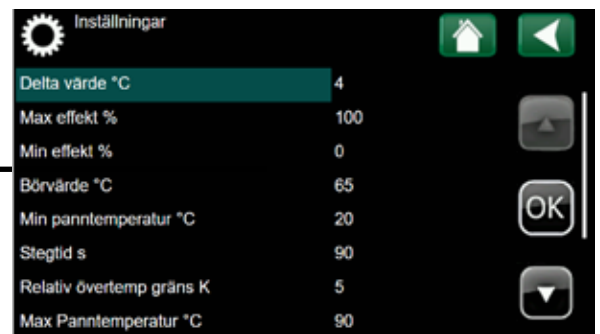 Inställningar
Delta värde °C 4
Max effekt % 100
Min effekt % 0
Börvärde °C 65
Min panntemperatur °C 20
Stegtid s 90
Relativ övertemp gräns K 5
Max Panntemperatur °C 90
OK